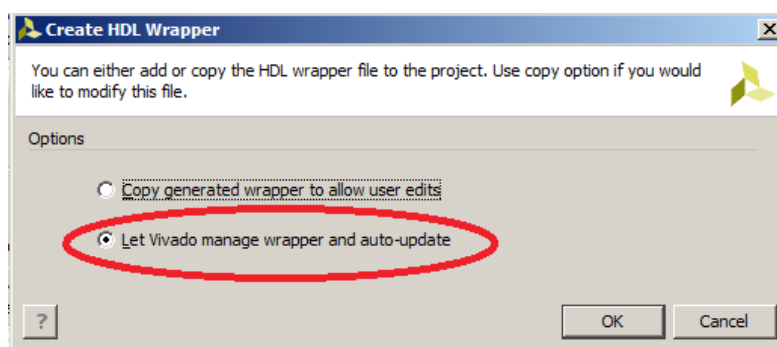 Create HDL Wrapper
You can either add or copy the HDL wrapper file to the project. Use copy option if you would
like to modify this file.
Options
Copy generated wrapper to allow user edits
Let Vivado manage wrapper and auto-update
?
OK
Cancel